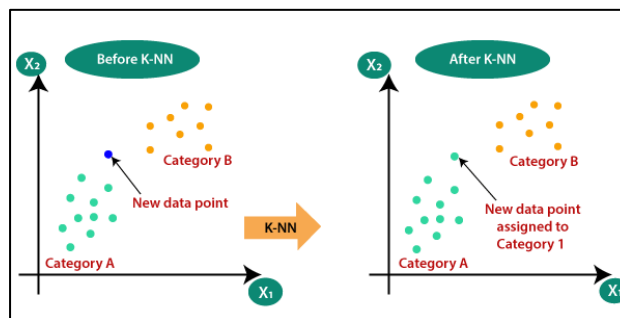 X₂
Before K-NN
Category B
New data point
Category A
X₁
K-NN
X₂
After K-NN
Category B
New data point
assigned to
Category 1
Category A
X₁